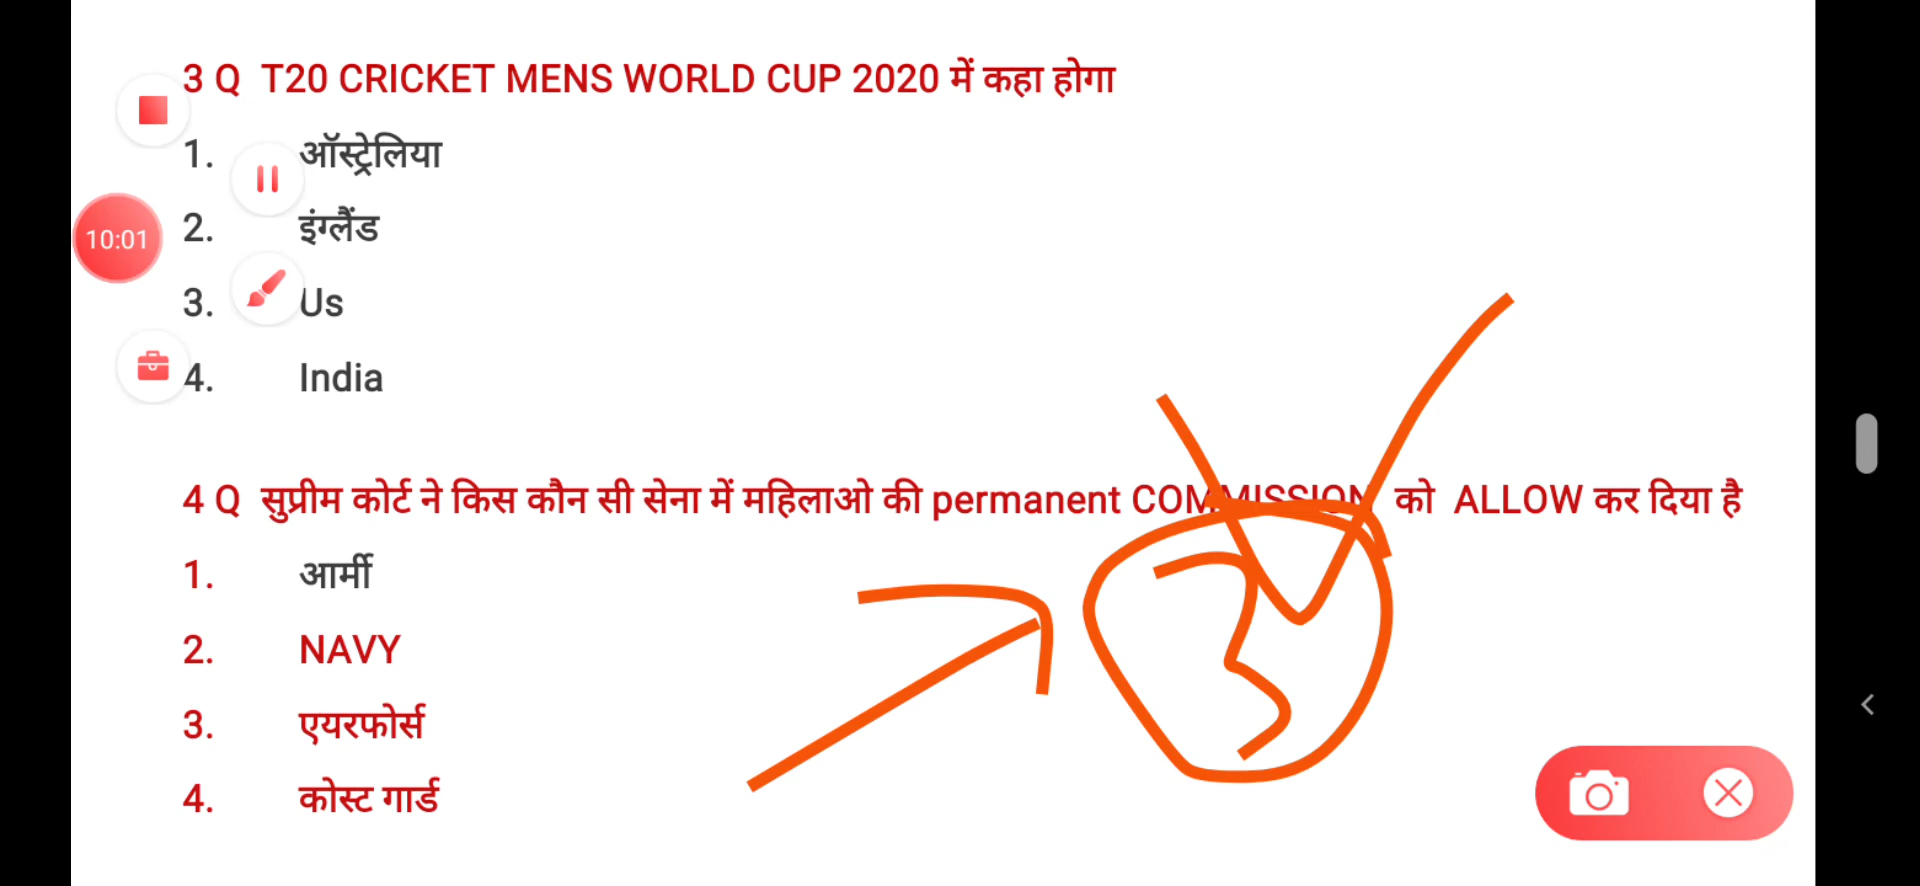 3 Q T20 CRICKET MENS WORLD CUP 2020 में कहा होगा
1. ऑस्ट्रेलिया
2. इंग्लैंड
10:01
3. Us
4. India
4 Q सुप्रीम कोर्ट ने किस कौन सी सेना में महिलाओ की permanent COMMISSION को ALLOW कर दिया है
1. आर्मी
2. NAVY
3. एयरफोर्स
4. कोस्ट गार्ड
3